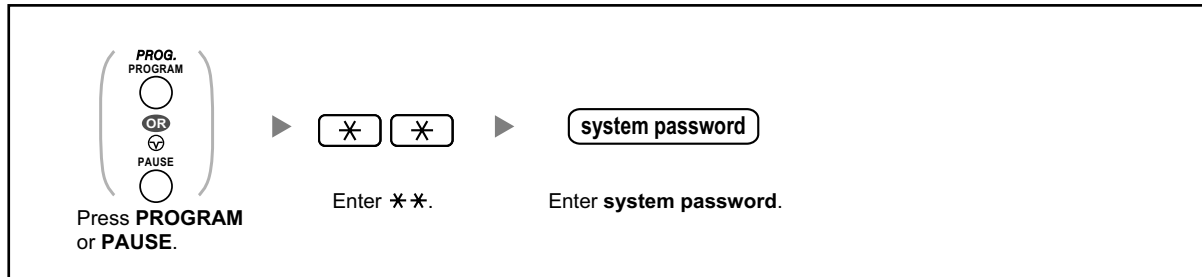 PROG.
PROGRAM
OR
PAUSE
Press PROGRAM
or PAUSE.
* *
Enter **.
system password
Enter system password.